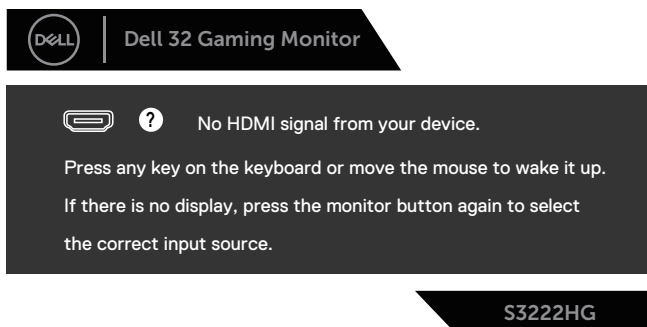 DELL
Dell 32 Gaming Monitor
? No HDMI signal from your device.
Press any key on the keyboard or move the mouse to wake it up.
If there is no display, press the monitor button again to select
the correct input source.
S3222HG